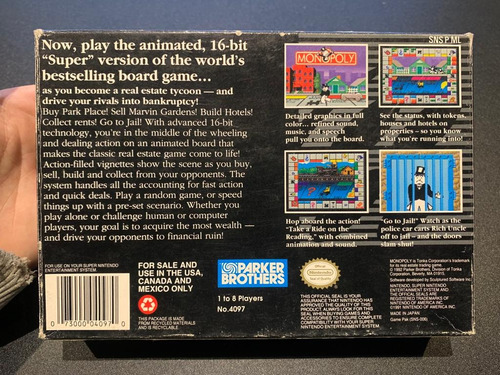 SNS P ML
Now, play the animated, 16-bit
"Super" version of the world's
bestselling board game...
as you become a real estate tycoon — and
drive your rivals into bankruptcy!
Buy Park Place! Sell Marvin Gardens! Build Hotels!
Collect rents! Go to Jail! With advanced 16-bit
technology, you're in the middle of the wheeling
and dealing action on an animated board that
makes the classic real estate game come to life!
Action-filled vignettes show the scene as you buy,
sell, build and collect from your opponents. The
system handles all the accounting for fast action
and quick deals. Play a random game, or speed
things up with a pre-set scenario. Whether you
play alone or challenge human or computer
players, your goal is to acquire the most wealth —
and drive your opponents to financial ruin!
MONOPOLY
Detailed graphics in full
color... refined sound,
music, and speech
pull you onto the board.
See the status, with tokens,
houses and hotels on
properties – so you know
what you're running into!
Hop aboard the action!
"Take a Ride on the
Reading," with combined
animation and sound.
"Go to Jail!" Watch as the
police car carts Rich Uncle
off to jail – and the doors
slam shut!
FOR USE ON YOUR SUPER NINTENDO
ENTERTAINMENT SYSTEM
0 73000 04097 0
FOR SALE AND
USE IN THE USA,
CANADA AND
MEXICO ONLY
THIS PACKAGE IS MADE
FROM RECYCLED MATERIALS
AND IS RECYCLABLE
PARKER
BROTHERS
1 to 8 Players
No.4097
Nintendo
THIS OFFICIAL SEAL IS YOUR
ASSURANCE THAT NINTENDO HAS
APPROVED THE QUALITY OF THIS
PRODUCT. ALWAYS LOOK FOR THIS
SEAL WHEN BUYING GAMES AND
ACCESSORIES TO ENSURE COMPLETE
COMPATIBILITY WITH YOUR SUPER
NINTENDO ENTERTAINMENT SYSTEM
MONOPOLY is Tonka Corporation's trademark
for its real estate trading game.
© 1992 Parker Brothers, Division of Tonka
Corporation, Beverly, MA 01915
Software developed by Sculptured Software Inc.
NINTENDO, SUPER NINTENDO
ENTERTAINMENT SYSTEM AND
THE OFFICIAL SEALS ARE
REGISTERED TRADEMARKS OF
NINTENDO OF AMERICA INC.
©1991 NINTENDO OF AMERICA INC.
MADE IN JAPAN